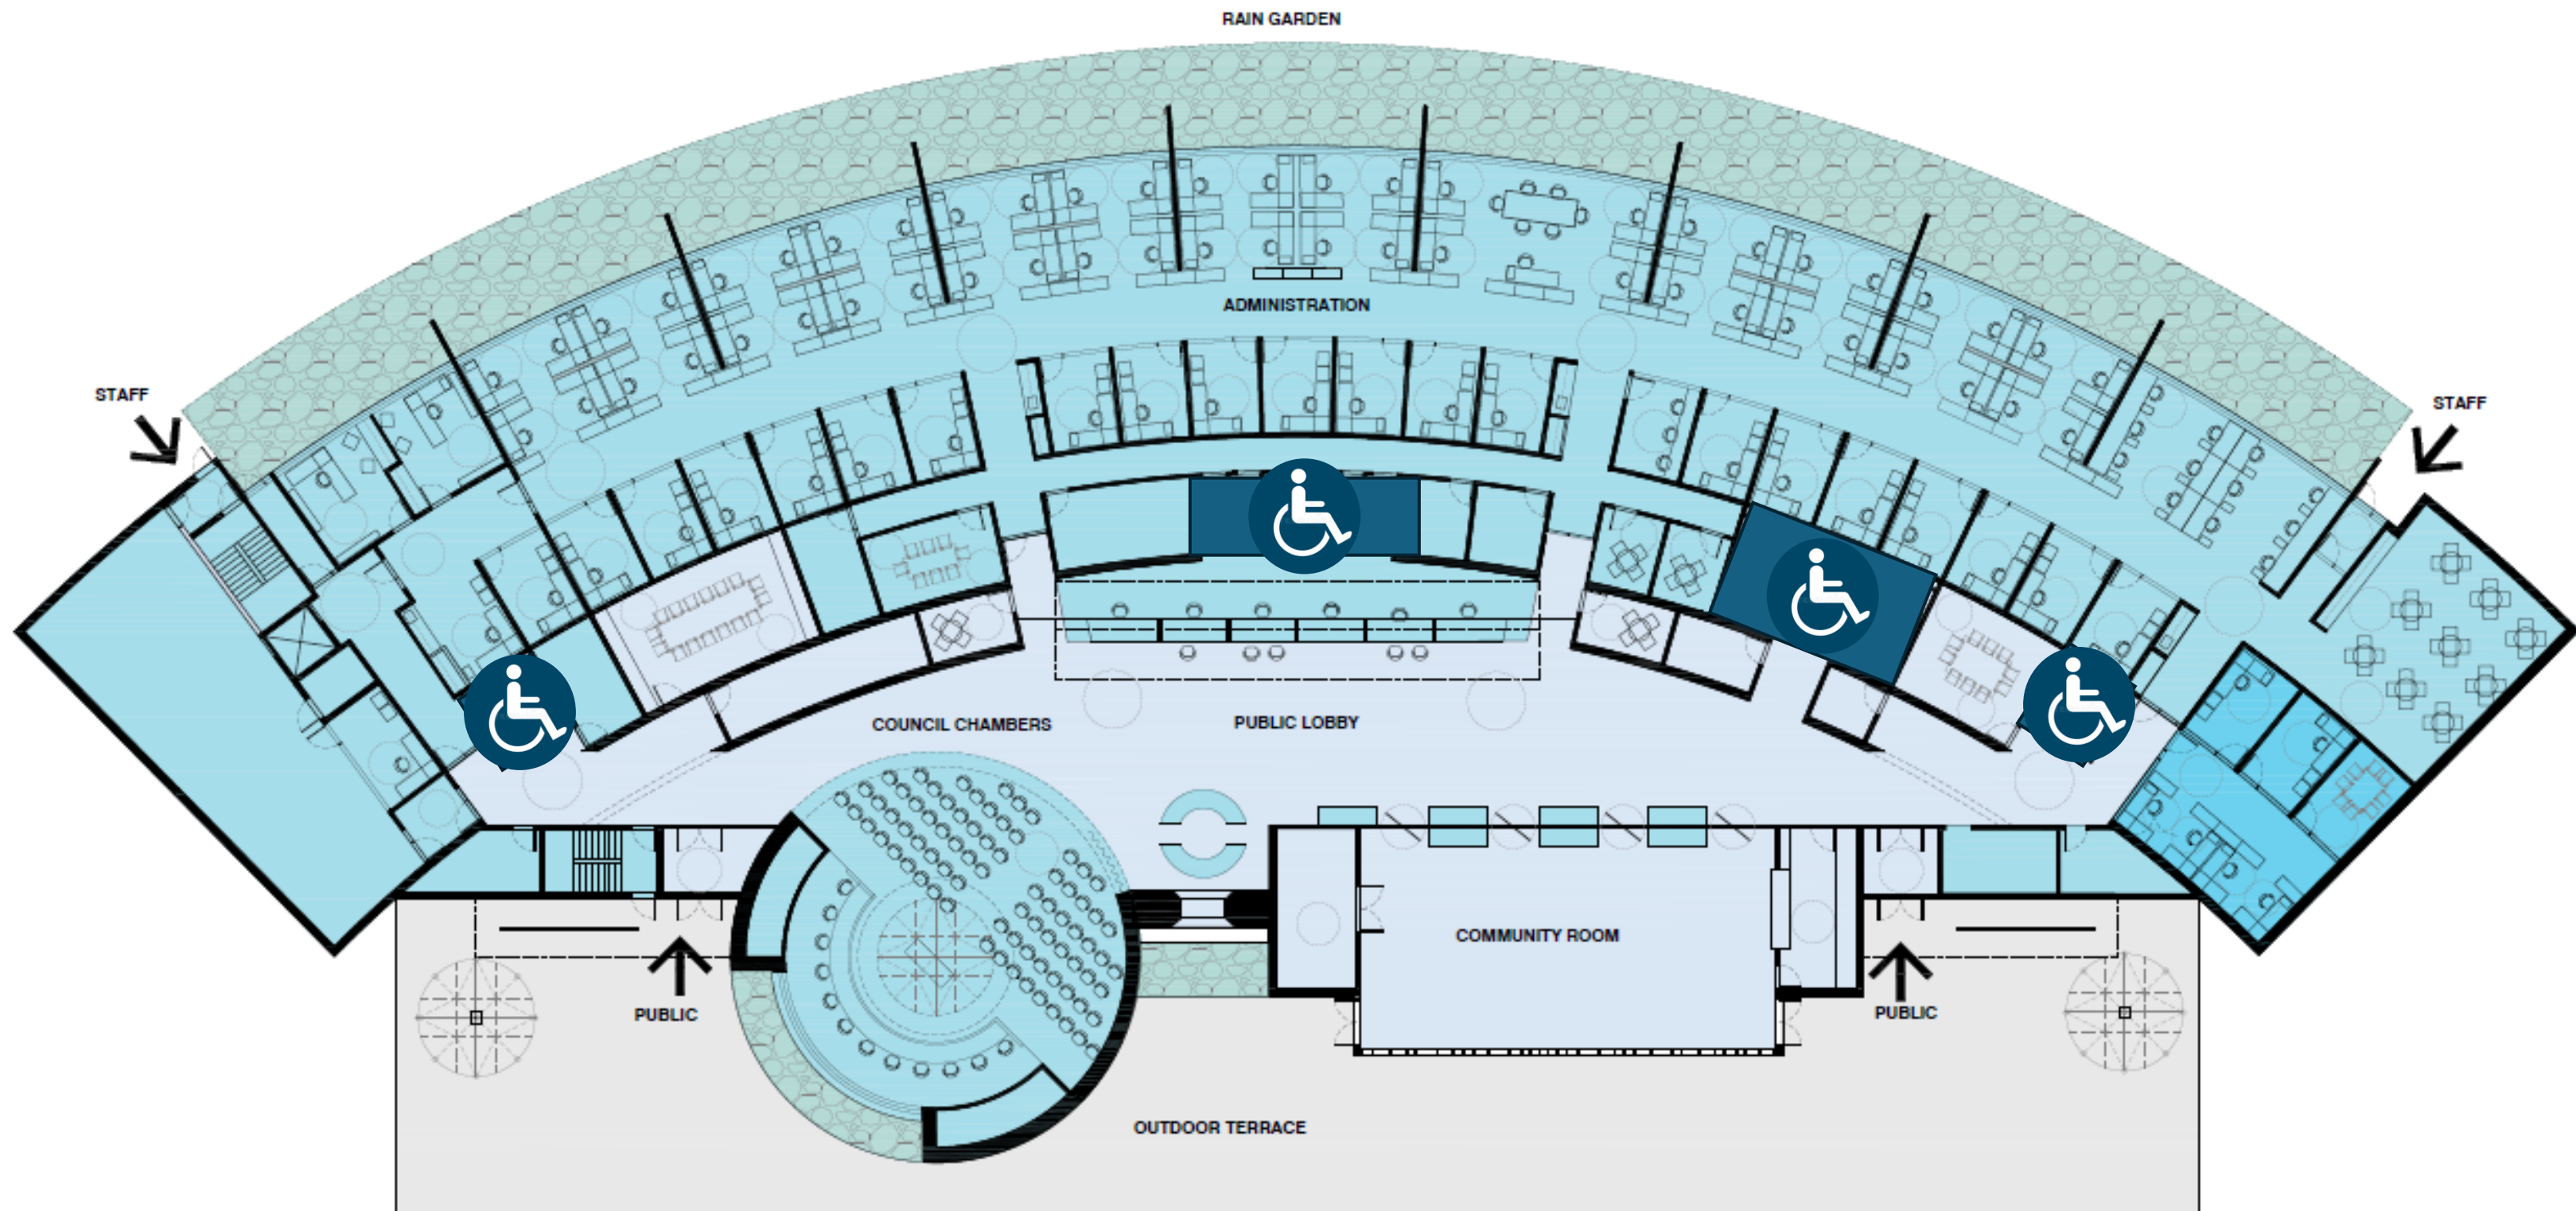 RAIN GARDEN
ADMINISTRATION
STAFF
STAFF
COUNCIL CHAMBERS
PUBLIC LOBBY
COMMUNITY ROOM
PUBLIC
PUBLIC
OUTDOOR TERRACE